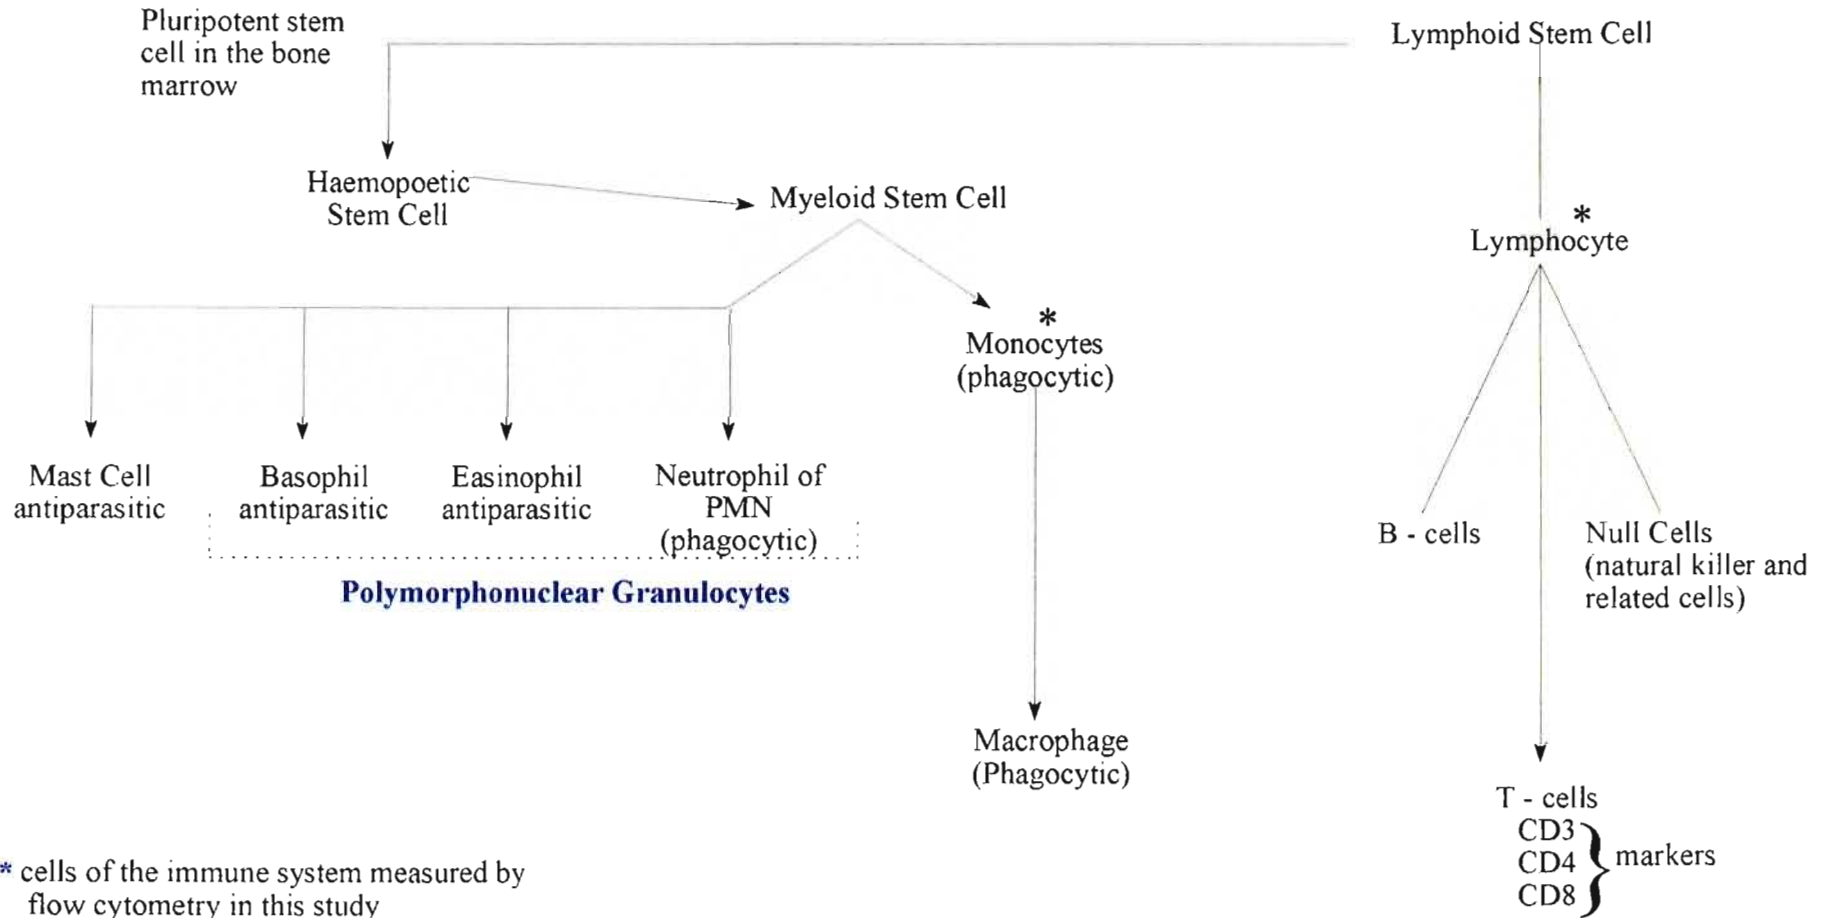 Pluripotent stem
cell in the bone
marrow
Lymphoid Stem Cell
Haemopoetic
Stem Cell
Myeloid Stem Cell
*
Lymphocyte
*
Monocytes
(phagocytic)
Mast Cell
antiparasitic
Basophil
antiparasitic
Easinophil
antiparasitic
Neutrophil of
PMN
(phagocytic)
Polymorphonuclear Granulocytes
B - cells
Null Cells
(natural killer and
related cells)
Macrophage
(Phagocytic)
T - cells
CD3
CD4
CD8
markers
* cells of the immune system measured by
flow cytometry in this study